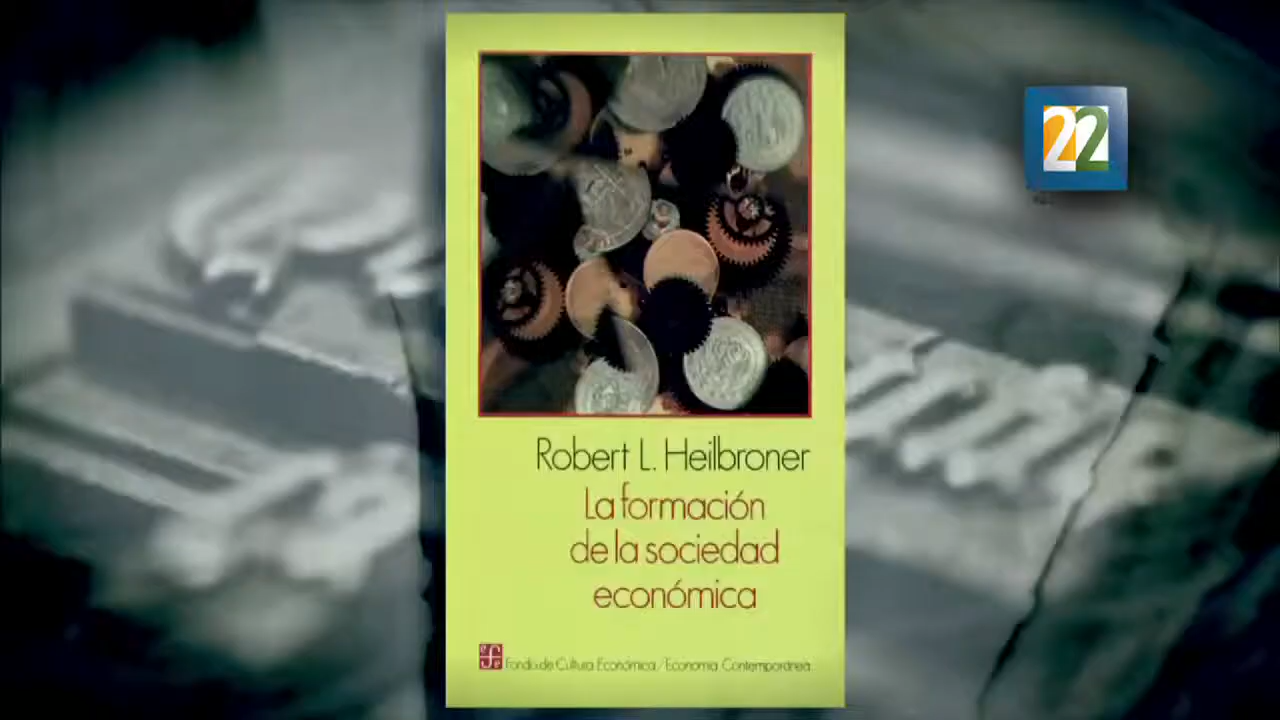 22
Robert L. Heilbroner
La formación
de la sociedad
económica
Fondo de Cultura Económica / Economía Contemporánea